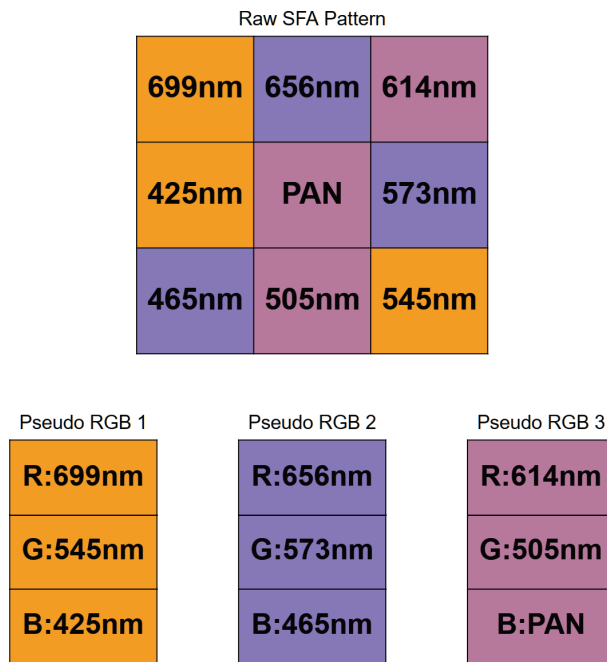 Raw SFA Pattern
699nm 656nm 614nm
425nm PAN 573nm
465nm 505nm 545nm
Pseudo RGB 1 Pseudo RGB 2 Pseudo RGB 3
R:699nm R:656nm R:614nm
G:545nm G:573nm G:505nm
B:425nm B:465nm B:PAN